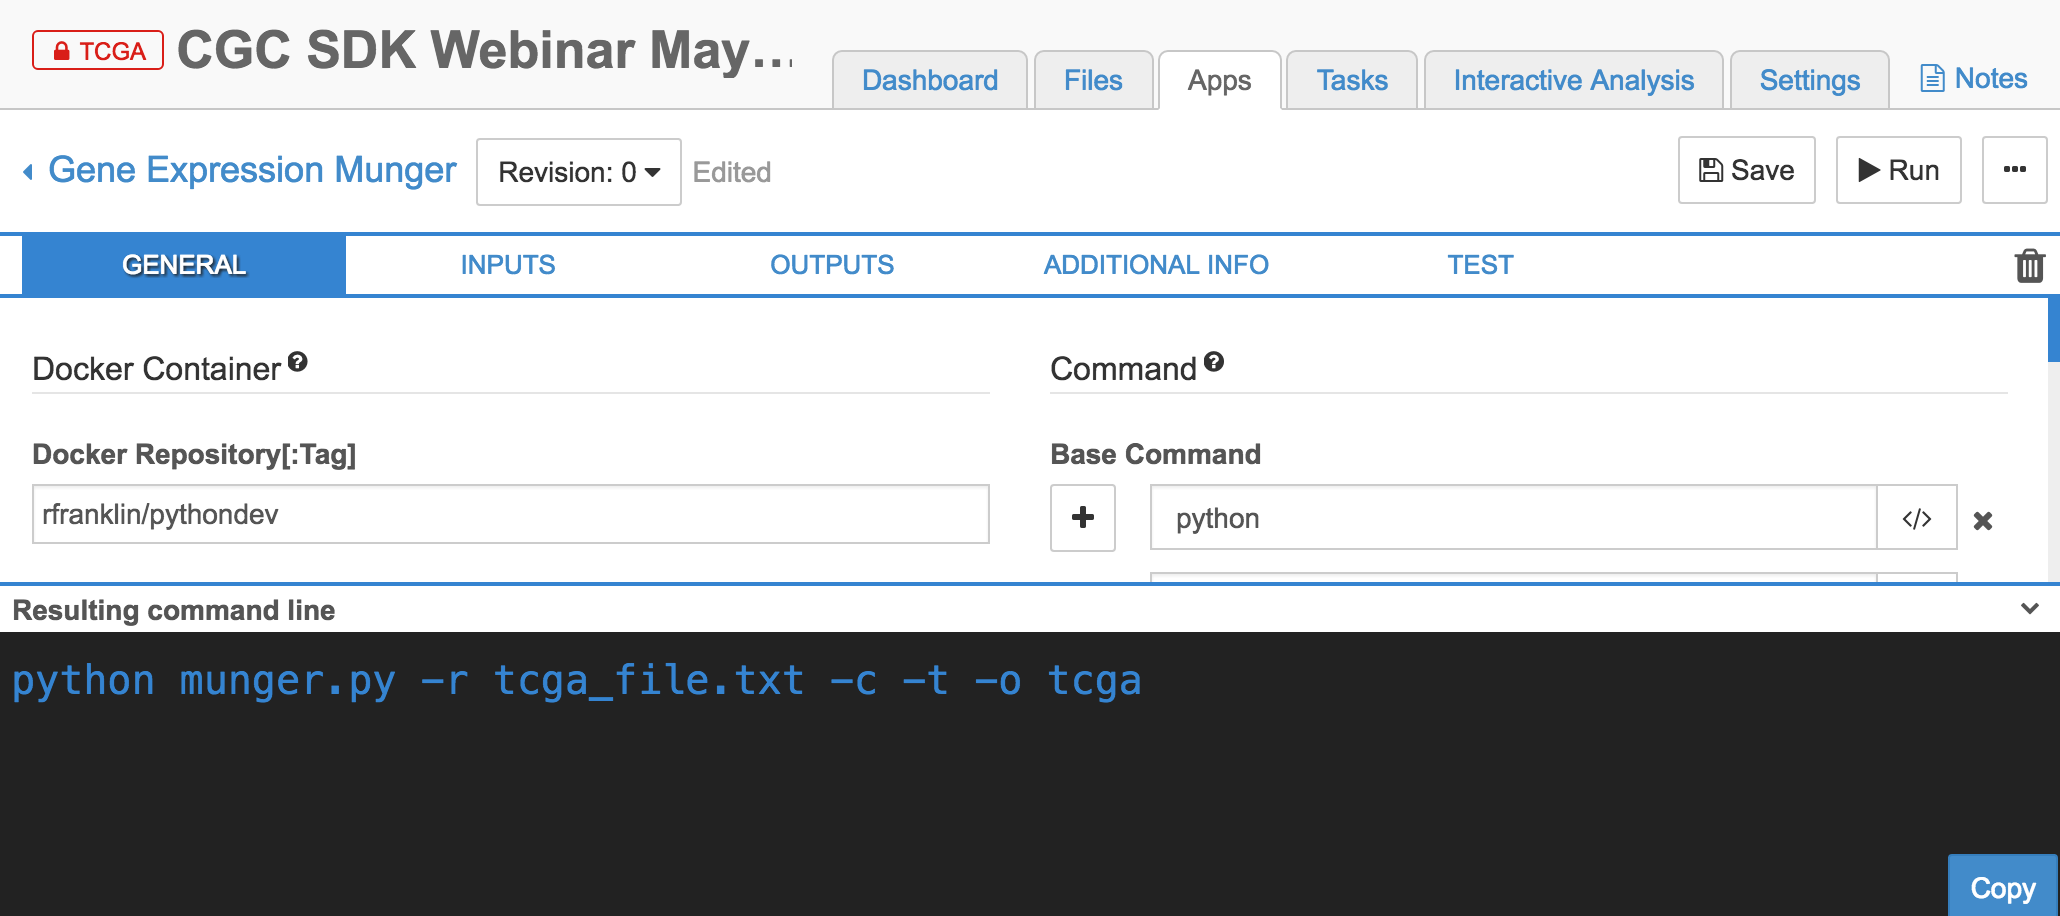 TCGA CGC SDK Webinar May...
Dashboard Files Apps Tasks Interactive Analysis Settings Notes
Gene Expression Munger Revision: 0 Edited Save Run
GENERAL INPUTS OUTPUTS ADDITIONAL INFO TEST
Docker Container Command
Docker Repository[:Tag] Base Command
rfranklin/pythondev python </>
Resulting command line
python munger.py -r tcga_file.txt -c -t -o tcga
Copy